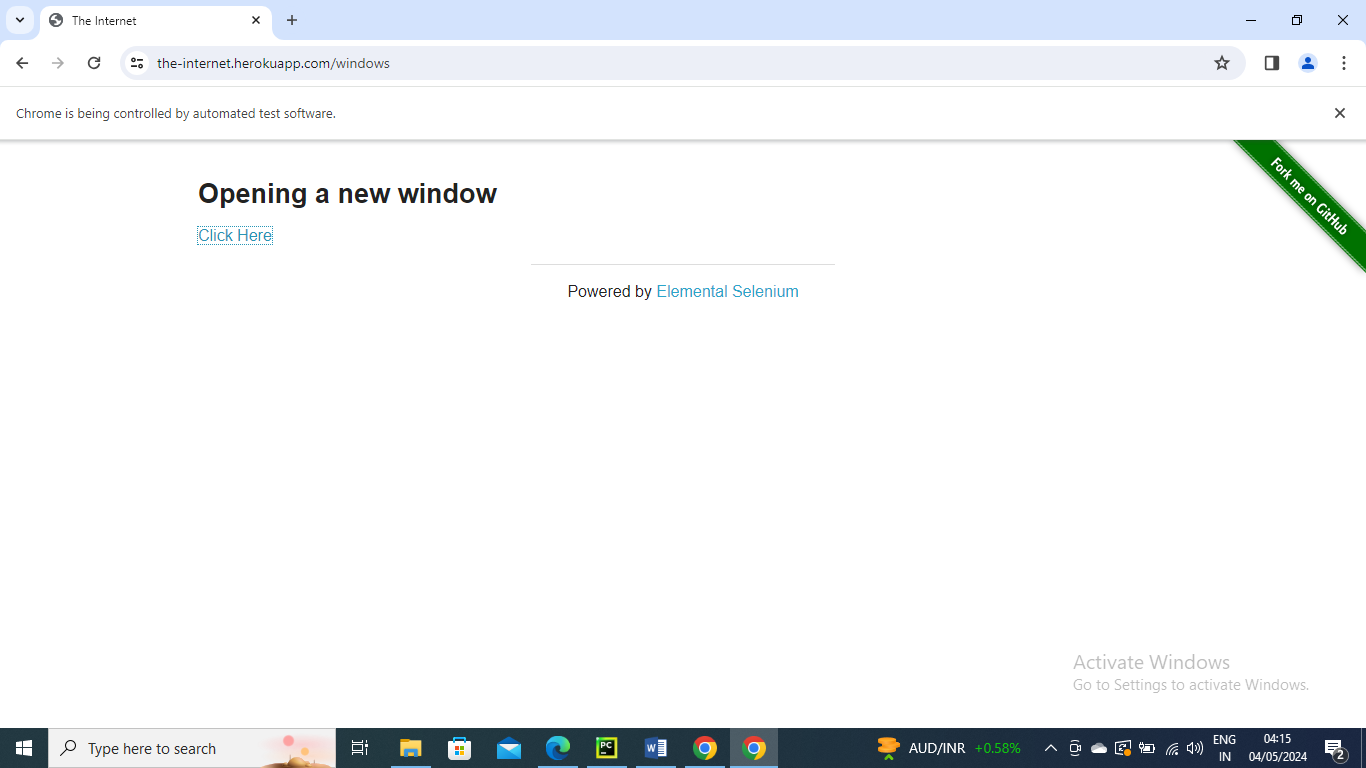 The Internet
the-internet.herokuapp.com/windows
Chrome is being controlled by automated test software.
Fork me on GitHub
Opening a new window
Click Here
Powered by Elemental Selenium
Activate Windows
Go to Settings to activate Windows.
Type here to search
PC
W
AUD/INR +0.58%
ENG
IN
04:15
04/05/2024
2